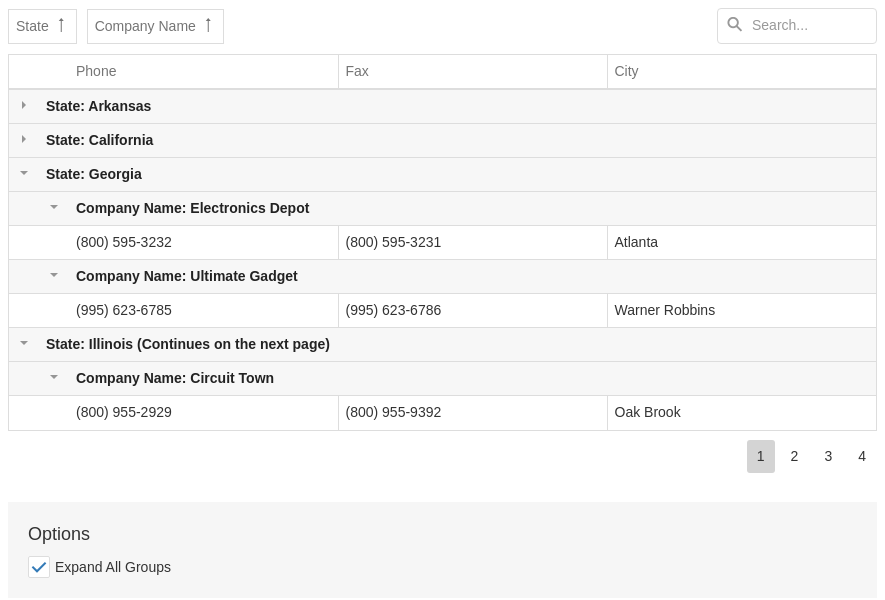 State Company Name Search...
Phone Fax City
State: Arkansas
State: California
State: Georgia
Company Name: Electronics Depot
(800) 595-3232 (800) 595-3231 Atlanta
Company Name: Ultimate Gadget
(995) 623-6785 (995) 623-6786 Warner Robbins
State: Illinois (Continues on the next page)
Company Name: Circuit Town
(800) 955-2929 (800) 955-9392 Oak Brook
1 2 3 4
Options
Expand All Groups